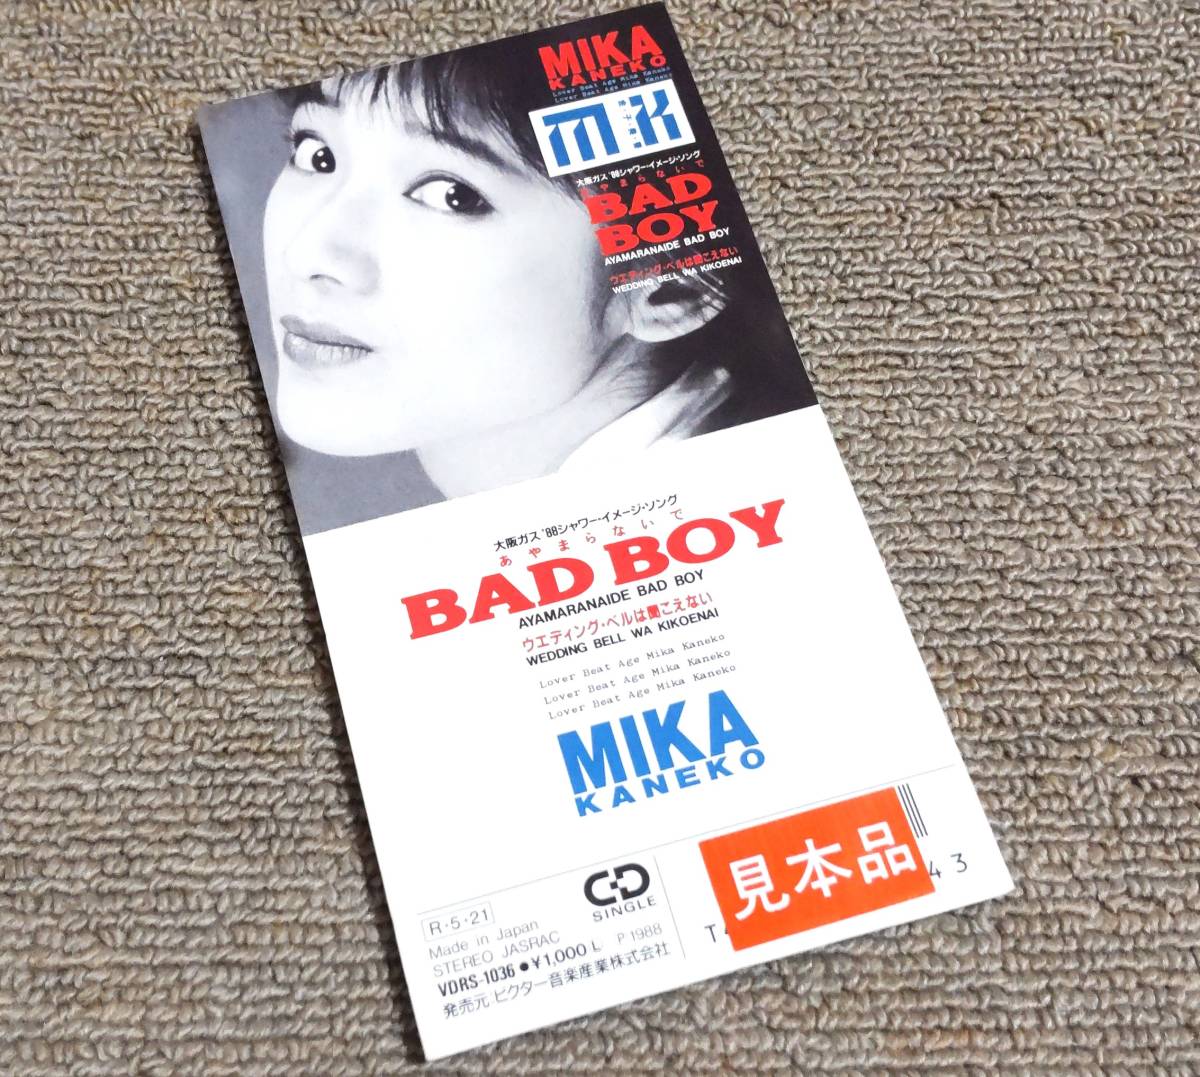 MIKA
KANEKO
Lover Beat Age Mika Kaneko
Lover Beat Age Mika Kaneko
mk
大阪ガス '88シャワー・イメージ・ソング
あやまらないで
BAD
BOY
AYAMARANAIDE BAD BOY
ウエディング・ベルは聞こえない
WEDDING BELL WA KIKOENAI
大阪ガス '88シャワー・イメージ・ソング
あやまらないで
BAD BOY
AYAMARANAIDE BAD BOY
ウエディング・ベルは聞こえない
WEDDING BELL WA KIKOENAI
Lover Beat Age Mika Kaneko
Lover Beat Age Mika Kaneko
Lover Beat Age Mika Kaneko
MIKA
KANEKO
CD
SINGLE
R・5・21
Made in Japan
STEREO JASRAC
VDRS-1036 ● ¥1,000 L P 1988
発売元 ビクター音楽産業株式会社
見本品
T4
43